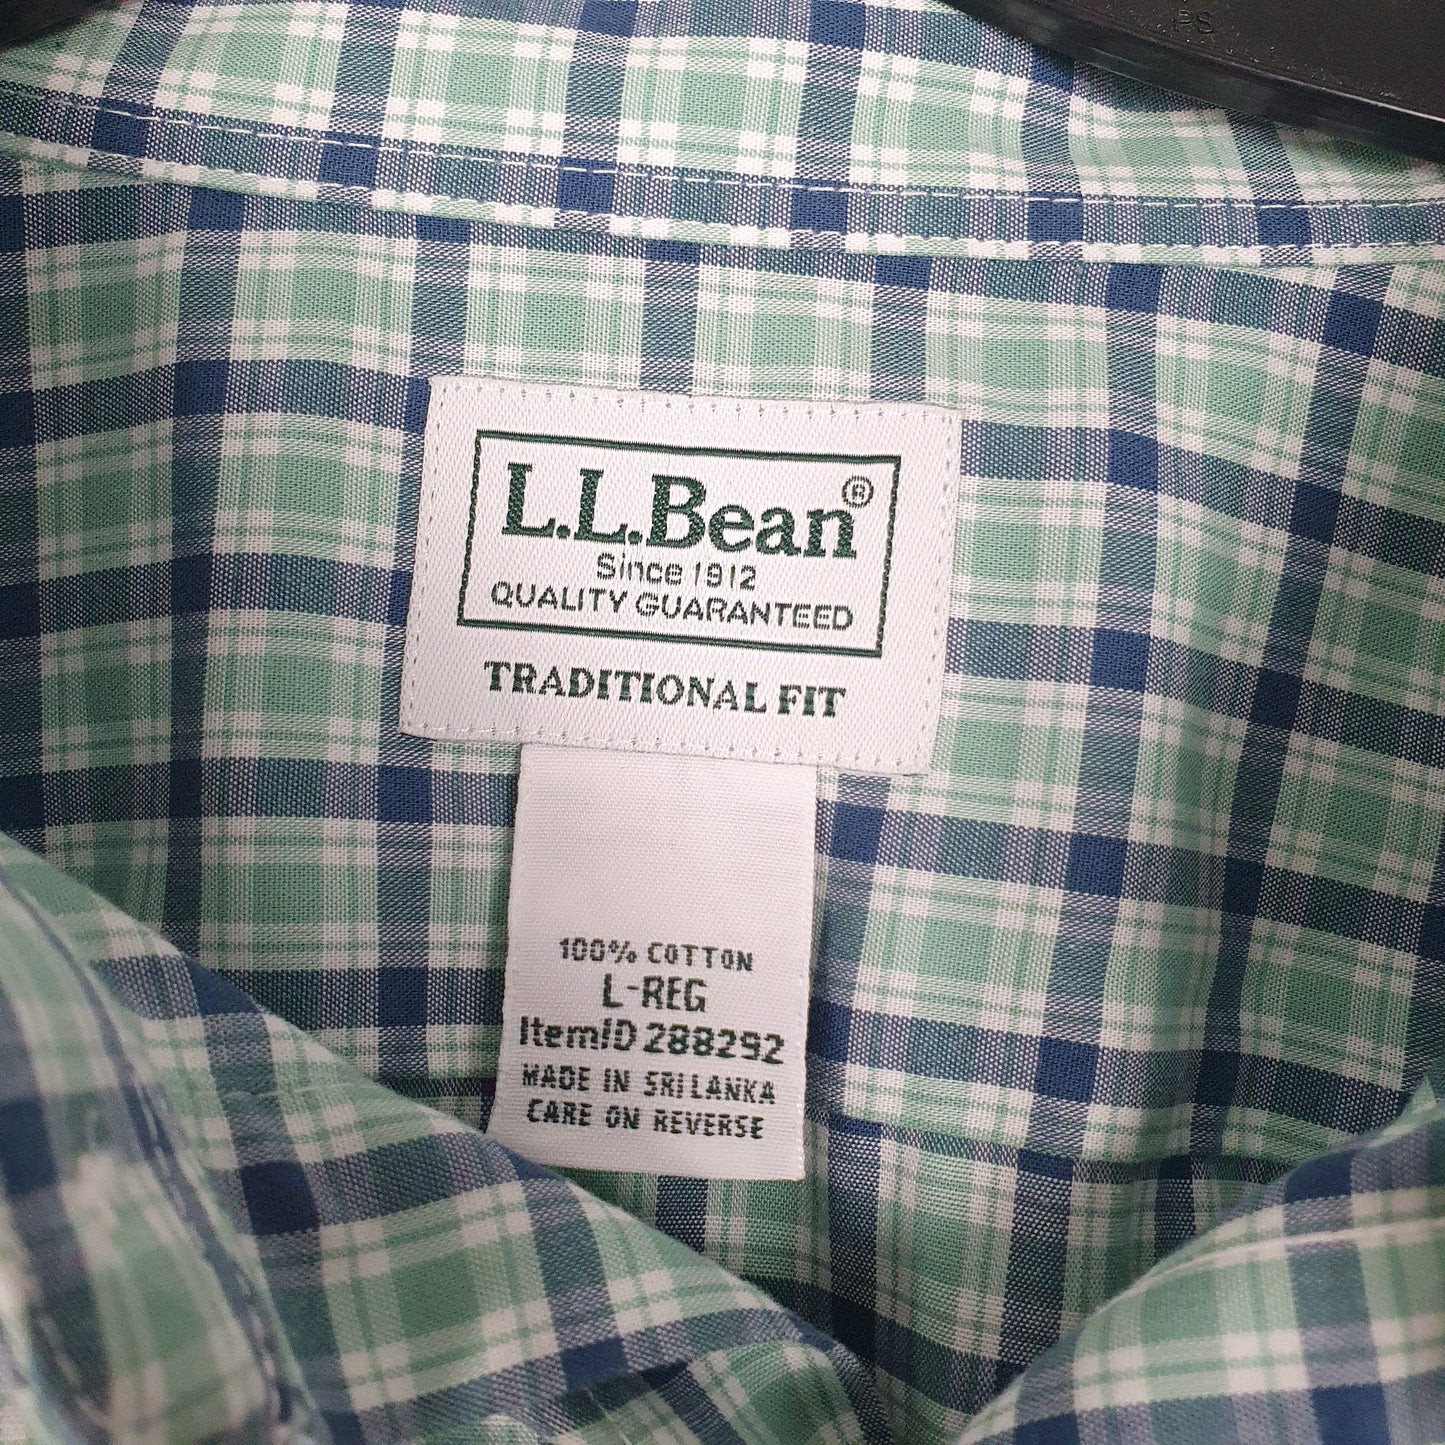 PS
L.L.Bean®
Since 1912
QUALITY GUARANTEED
TRADITIONAL FIT
100% COTTON
L-REG
ItemID 288292
MADE IN SRI LANKA
CARE ON REVERSE